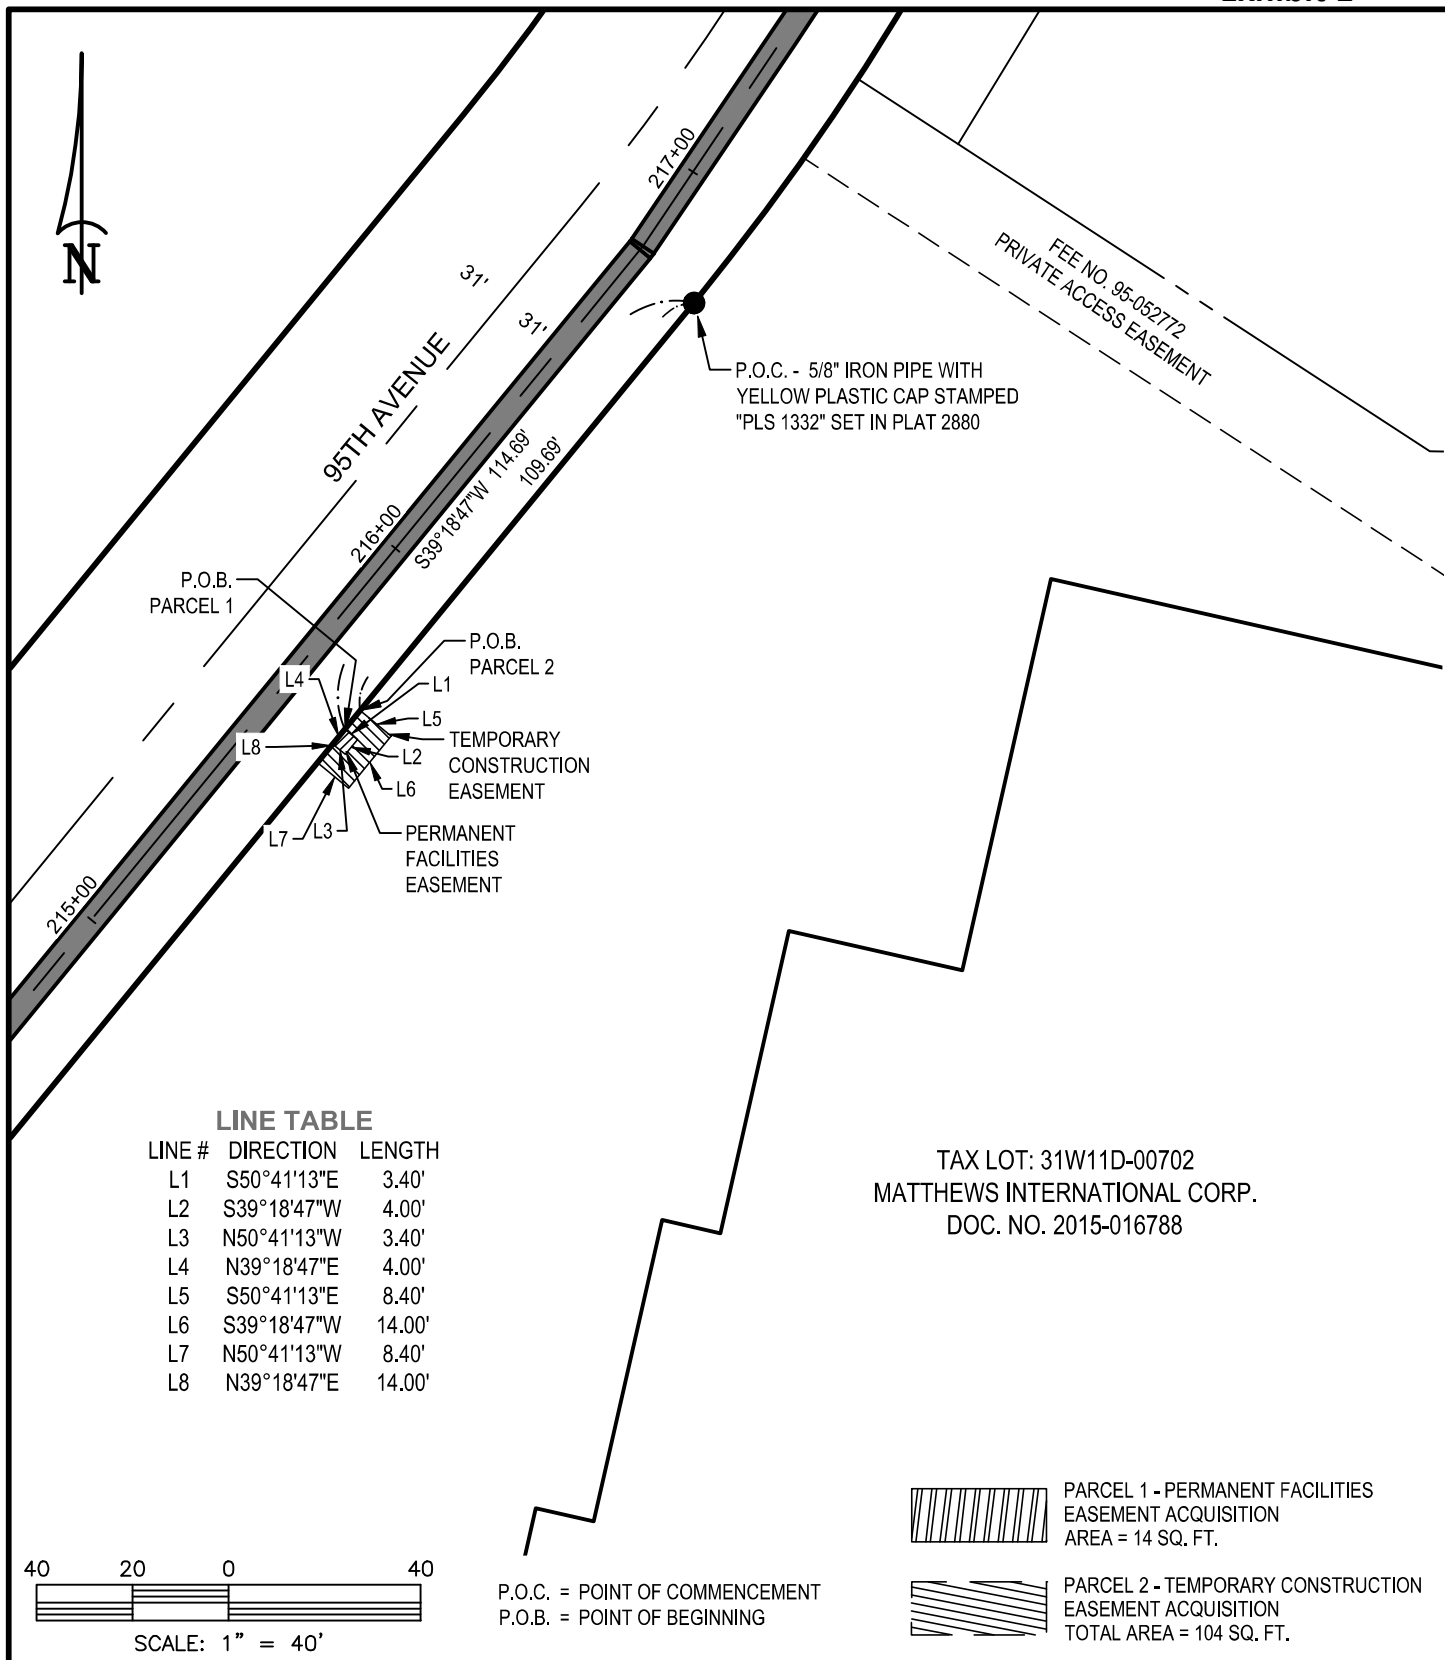 N
217+00
31'
31'
FEE NO. 95-052772
PRIVATE ACCESS EASEMENT
95TH AVENUE
P.O.C. - 5/8" IRON PIPE WITH
YELLOW PLASTIC CAP STAMPED
"PLS 1332" SET IN PLAT 2880
S39°18'47"W 114.69'
109.69'
216+00
P.O.B.
PARCEL 1
P.O.B.
PARCEL 2
L4
L1
L5
L8
TEMPORARY
CONSTRUCTION
EASEMENT
L2
L6
L7
L3
PERMANENT
FACILITIES
EASEMENT
215+00
LINE TABLE
LINE # DIRECTION LENGTH
L1 S50°41'13"E 3.40'
L2 S39°18'47"W 4.00'
L3 N50°41'13"W 3.40'
L4 N39°18'47"E 4.00'
L5 S50°41'13"E 8.40'
L6 S39°18'47"W 14.00'
L7 N50°41'13"W 8.40'
L8 N39°18'47"E 14.00'
TAX LOT: 31W11D-00702
MATTHEWS INTERNATIONAL CORP.
DOC. NO. 2015-016788
PARCEL 1 - PERMANENT FACILITIES
EASEMENT ACQUISITION
AREA = 14 SQ. FT.
PARCEL 2 - TEMPORARY CONSTRUCTION
EASEMENT ACQUISITION
TOTAL AREA = 104 SQ. FT.
40 20 0 40
SCALE: 1" = 40'
P.O.C. = POINT OF COMMENCEMENT
P.O.B. = POINT OF BEGINNING